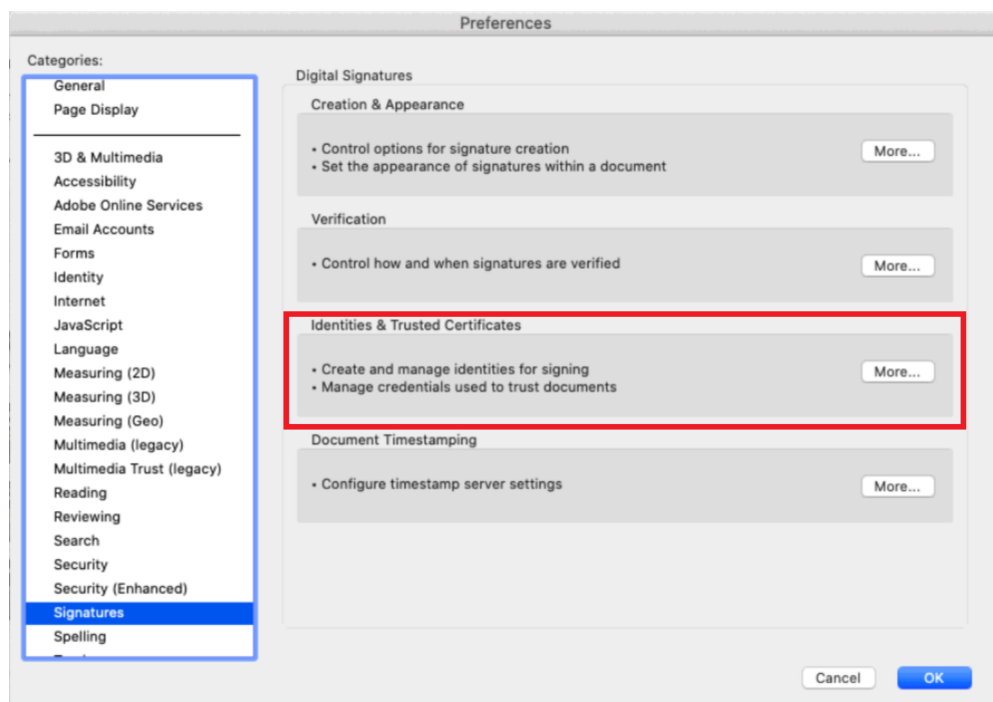 Preferences
Categories:
General
Page Display
3D & Multimedia
Accessibility
Adobe Online Services
Email Accounts
Forms
Identity
Internet
JavaScript
Language
Measuring (2D)
Measuring (3D)
Measuring (Geo)
Multimedia (legacy)
Multimedia Trust (legacy)
Reading
Reviewing
Search
Security
Security (Enhanced)
Signatures
Spelling
Digital Signatures
Creation & Appearance
• Control options for signature creation
• Set the appearance of signatures within a document
More...
Verification
• Control how and when signatures are verified
More...
Identities & Trusted Certificates
• Create and manage identities for signing
• Manage credentials used to trust documents
More...
Document Timestamping
• Configure timestamp server settings
More...
Cancel
OK